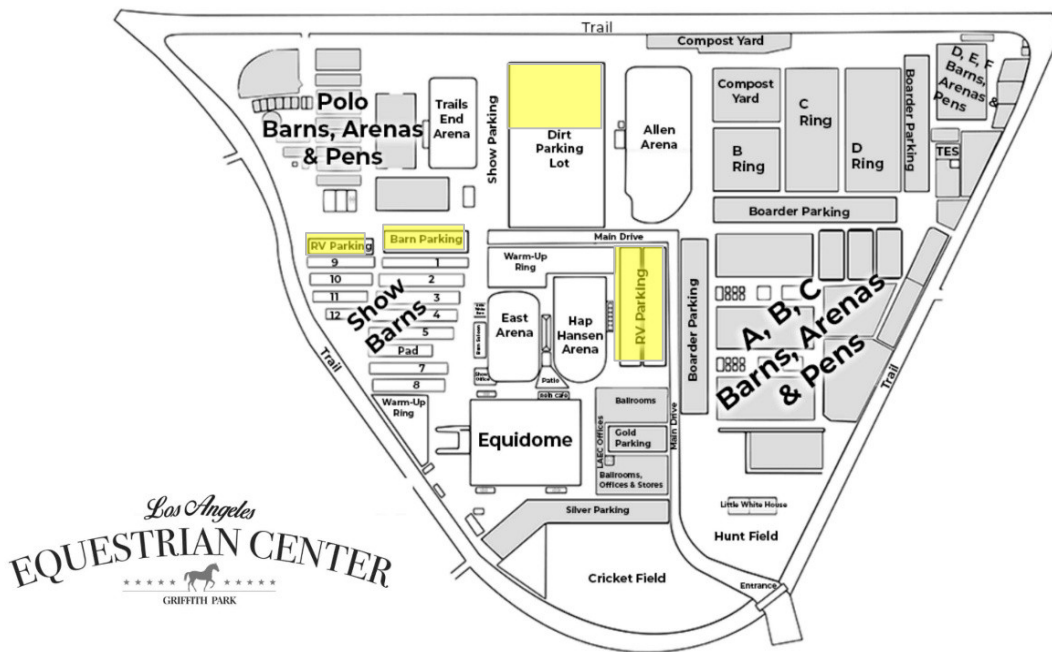 Trail
Compost Yard
D, E, F
Barns,
Arenas
&
Pens
Polo
Barns, Arenas
& Pens
Trails
End
Arena
Show Parking
Dirt
Parking
Lot
Allen
Arena
Compost
Yard
C
Ring
B
Ring
D
Ring
Boarder Parking
TES
Boarder Parking
RV Parking
Barn Parking
Main Drive
Warm-Up
Ring
9
1
10
2
11
3
12
4
5
Pad
7
8
Show
Barns
East
Arena
Hap
Hansen
Arena
RV Parking
Boarder Parking
A, B, C
Barns, Arenas
& Pens
Trail
Trail
Patio
Warm-Up
Ring
Equidome
Ballrooms
LAEC Offices
Gold
Parking
Main Drive
Ballrooms,
Offices & Stores
Silver Parking
Little White House
Hunt Field
Cricket Field
Entrance
Los Angeles
EQUESTRIAN CENTER
GRIFFITH PARK